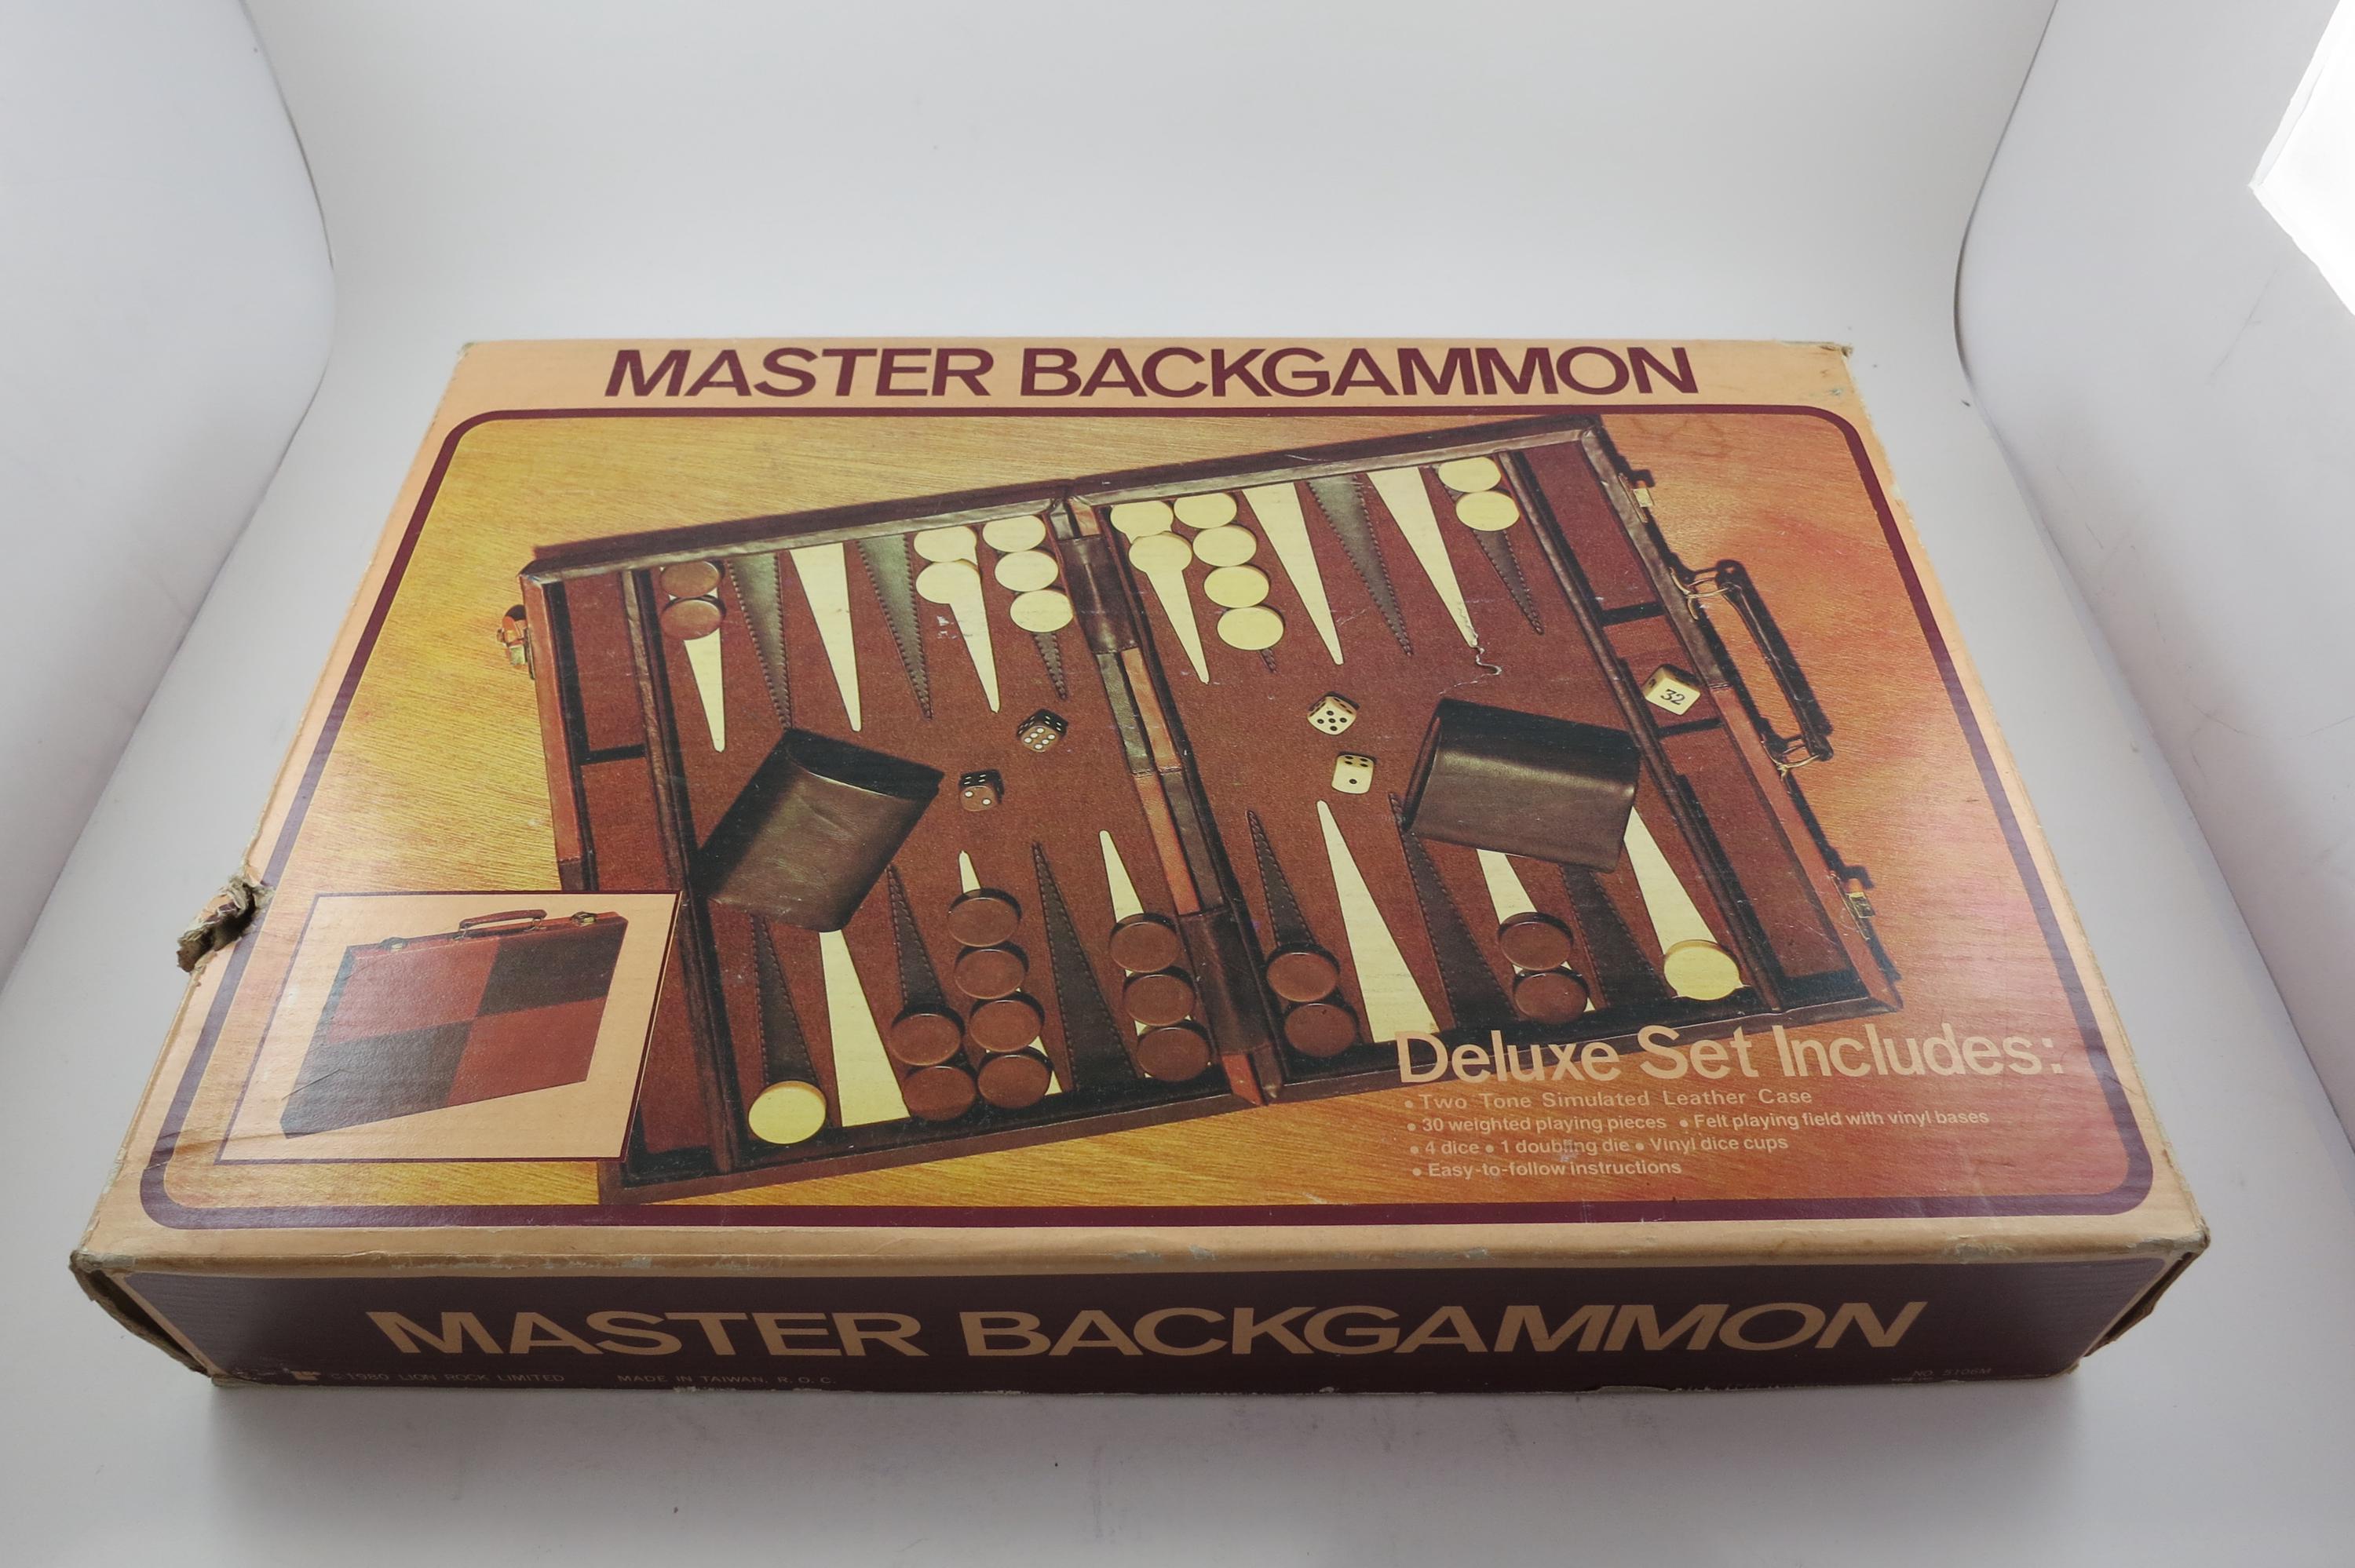 MASTER BACKGAMMON
32
Deluxe Set Includes:
• Two Tone Simulated Leather Case
• 30 weighted playing pieces • Felt playing field with vinyl bases
• 4 dice • 1 doubling die • Vinyl dice cups
• Easy-to-follow instructions
MASTER BACKGAMMON
©1980 LION ROCK LIMITED MADE IN TAIWAN, R.O.C. NO. 5106M